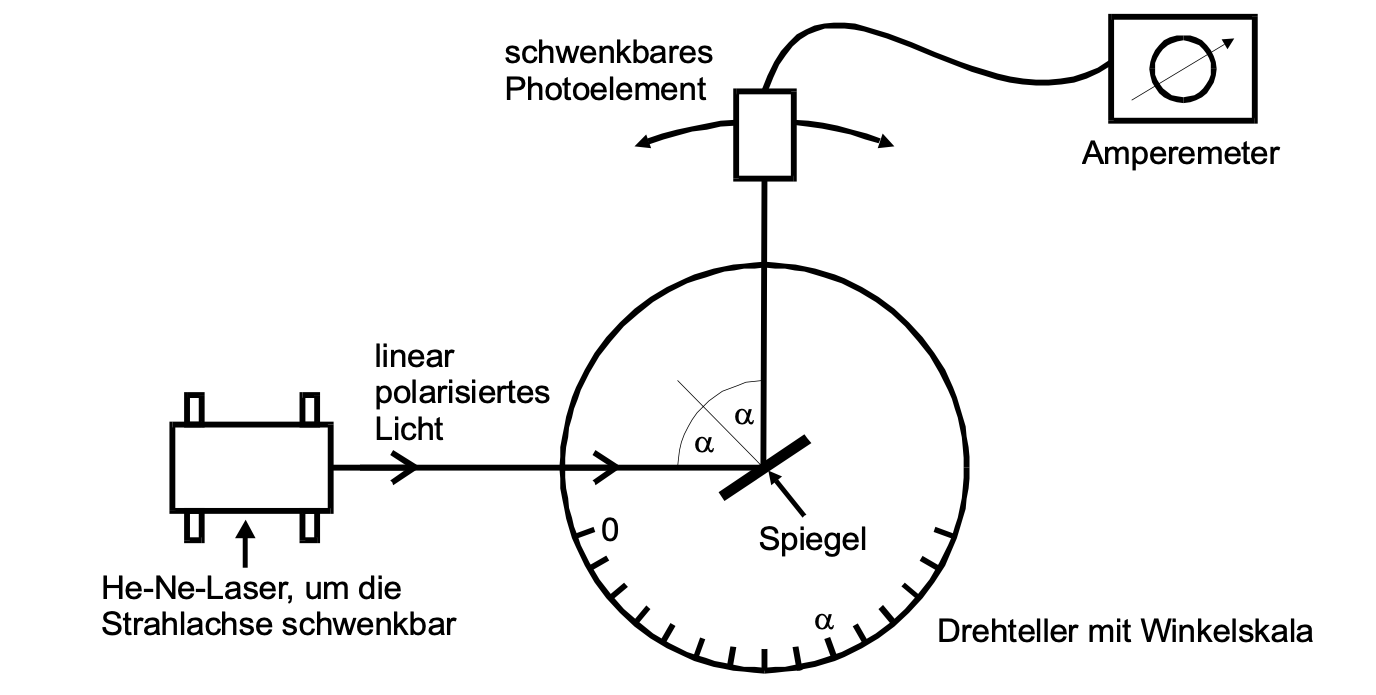 schwenkbares
Photoelement
Amperemeter
linear
polarisiertes
Licht
α
α
0
Spiegel
He-Ne-Laser, um die
Strahlachse schwenkbar
α
Drehteller mit Winkelskala